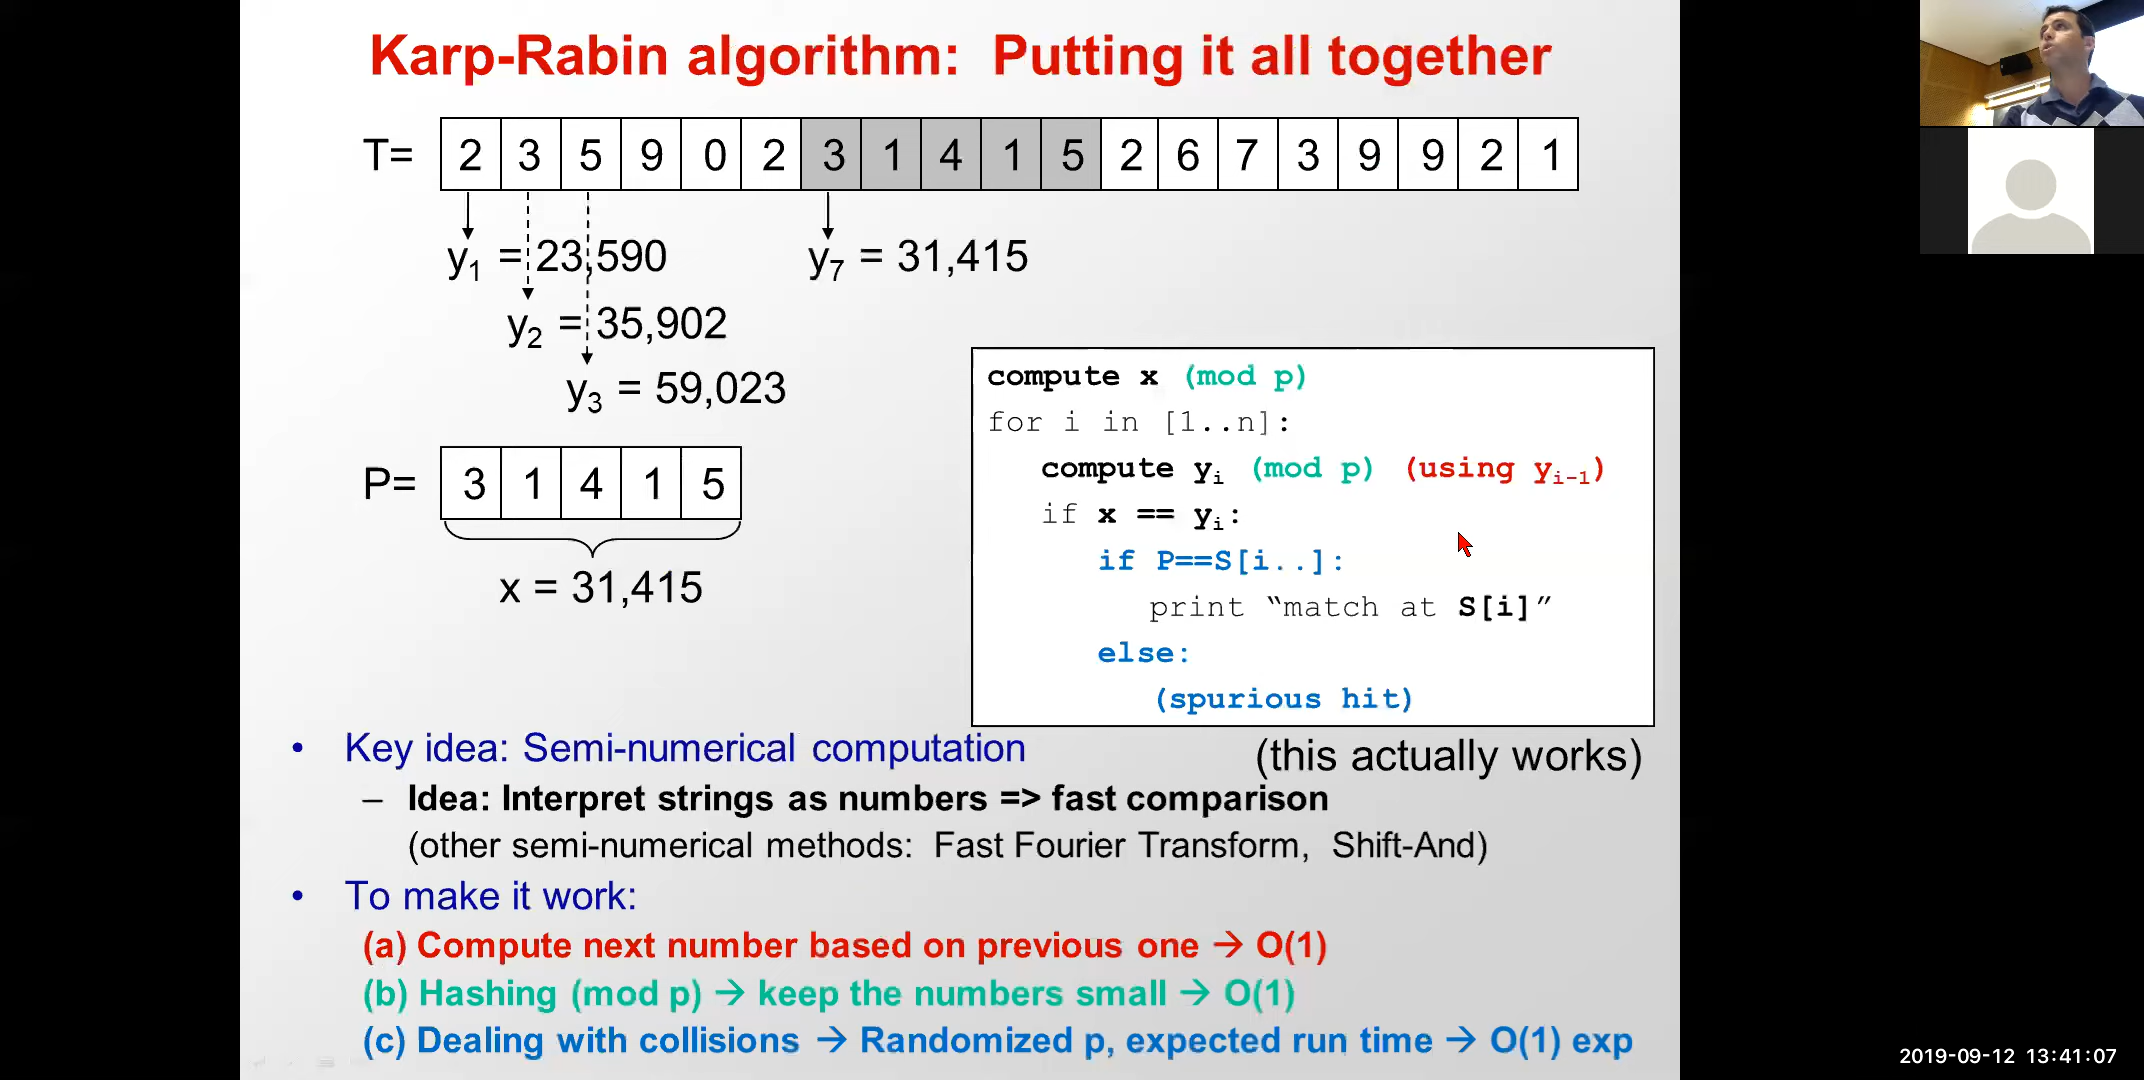 Karp-Rabin algorithm:  Putting it all together
T= 2 3 5 9 0 2 3 1 4 1 5 2 6 7 3 9 9 2 1
y1 = 23,590
y7 = 31,415
y2 = 35,902
y3 = 59,023
P= 3 1 4 1 5
x = 31,415
compute x (mod p)
for i in [1..n]:
compute yi (mod p) (using yi-1)
if x == yi:
if P==S[i..]:
print “match at S[i]”
else:
(spurious hit)
(this actually works)
• Key idea: Semi-numerical computation
– Idea: Interpret strings as numbers => fast comparison
(other semi-numerical methods:  Fast Fourier Transform,  Shift-And)
• To make it work:
(a) Compute next number based on previous one → O(1)
(b) Hashing (mod p) → keep the numbers small → O(1)
(c) Dealing with collisions → Randomized p, expected run time → O(1) exp
2019-09-12 13:41:07